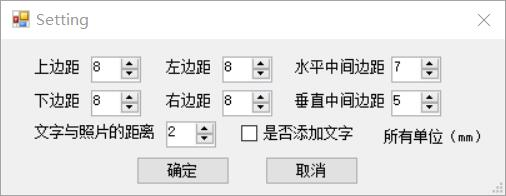 Setting
上边距 8 左边距 8 水平中间边距 7
下边距 8 右边距 8 垂直中间边距 5
文字与照片的距离 2 是否添加文字 所有单位（mm）
确定 取消